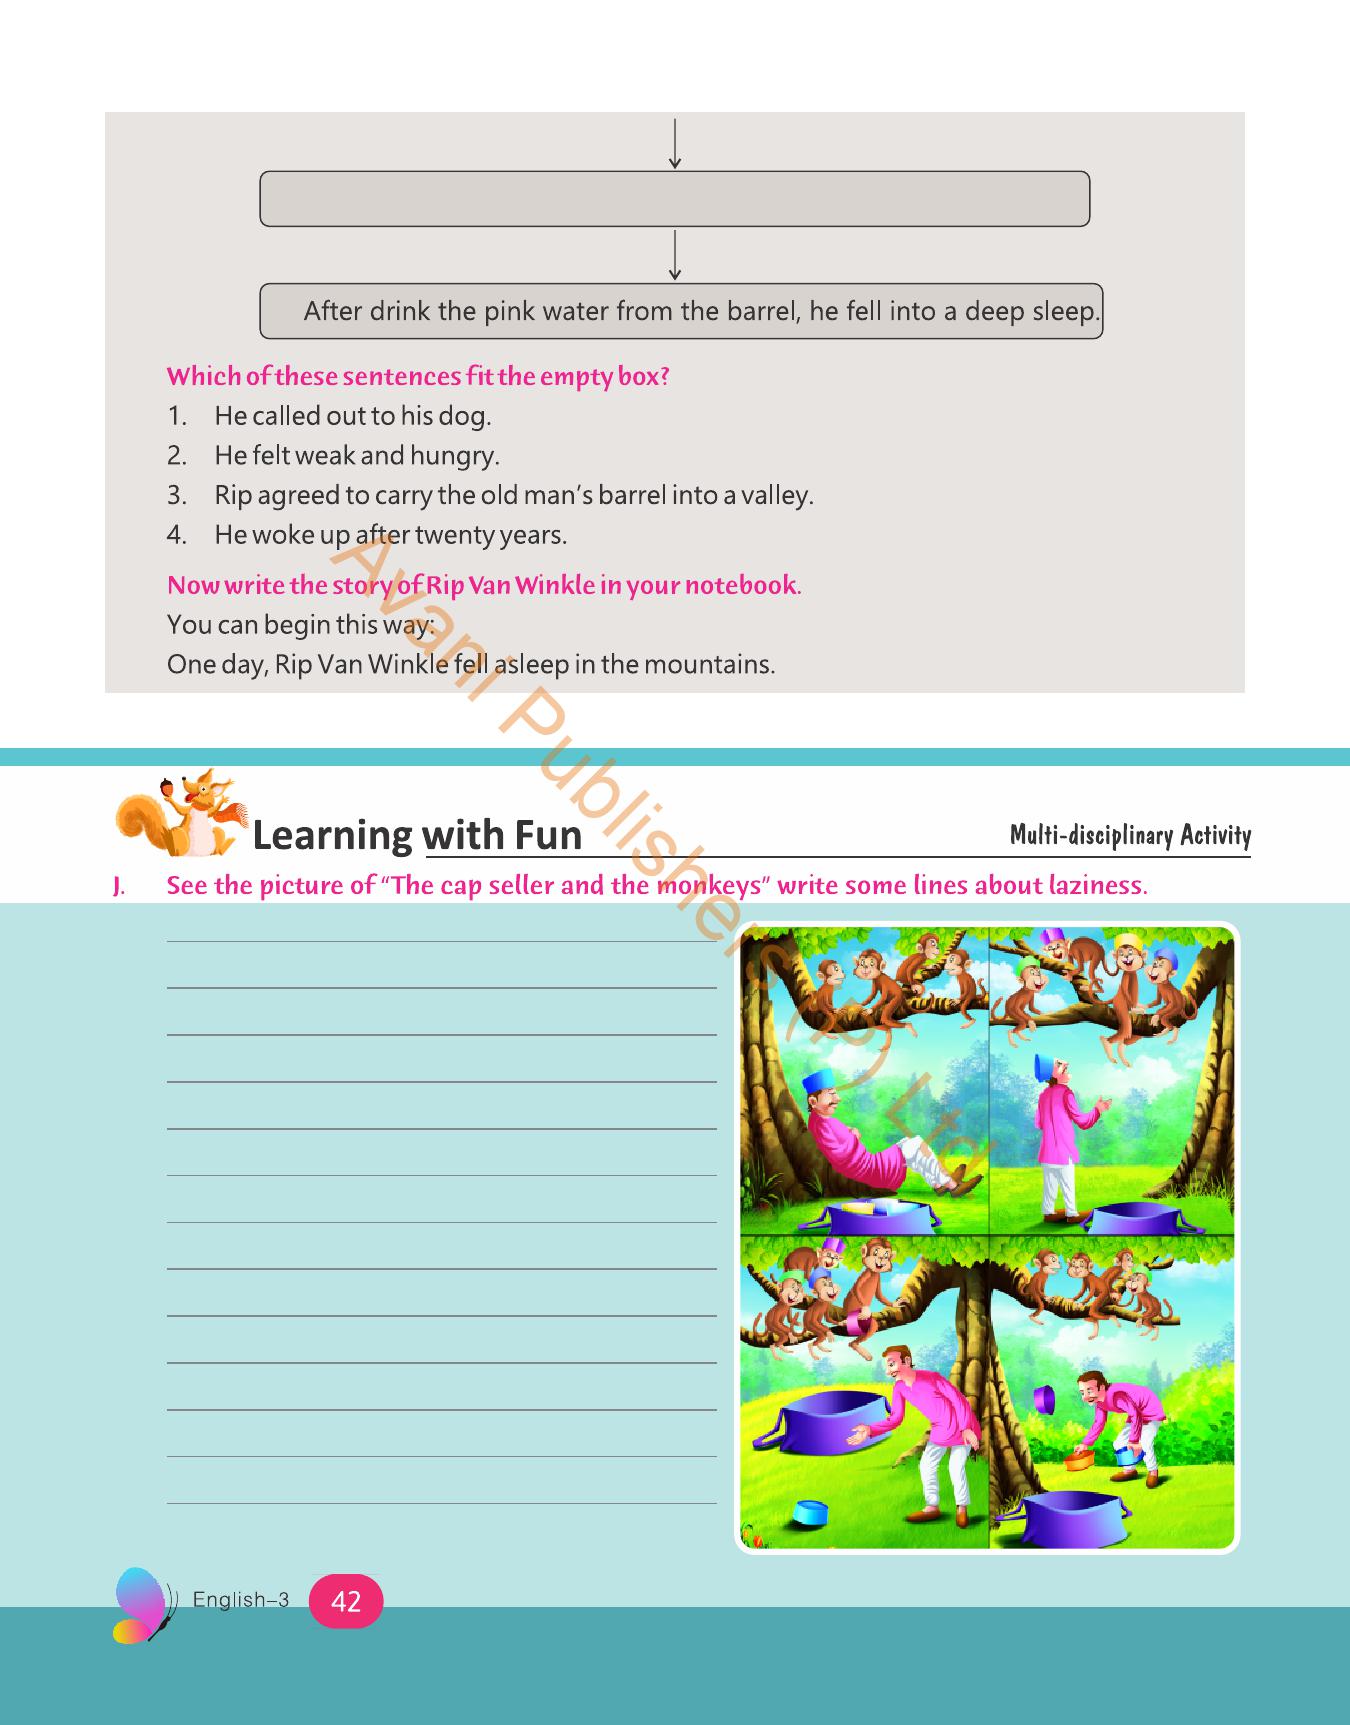 After drink the pink water from the barrel, he fell into a deep sleep.
Which of these sentences fit the empty box?
1. He called out to his dog.
2. He felt weak and hungry.
3. Rip agreed to carry the old man's barrel into a valley.
4. He woke up after twenty years.
Now write the story of Rip Van Winkle in your notebook.
You can begin this way:
One day, Rip Van Winkle fell asleep in the mountains.
Learning with Fun
Multi-disciplinary Activity
J. See the picture of “The cap seller and the monkeys” write some lines about laziness.
English–3 42
Avani Publishers (P) Ltd